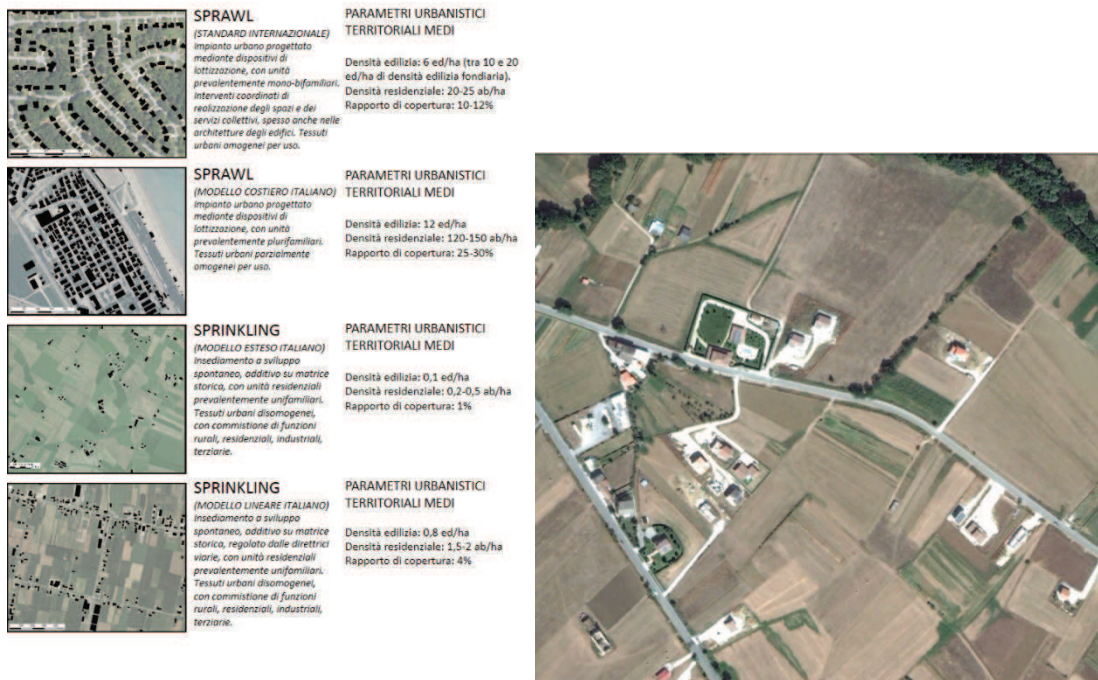 SPRAWL
(STANDARD INTERNAZIONALE)
Impianto urbano progettato
mediante dispositivi di
lottizzazione, con unità
prevalentemente mono-bifamiliari.
Interventi coordinati di
realizzazione degli spazi e dei
servizi collettivi, spesso anche nelle
architetture degli edifici. Tessuti
urbani omogenei per uso.
PARAMETRI URBANISTICI
TERRITORIALI MEDI
Densità edilizia: 6 ed/ha (tra 10 e 20
ed/ha di densità edilizia fondiaria).
Densità residenziale: 20-25 ab/ha
Rapporto di copertura: 10-12%
SPRAWL
(MODELLO COSTIERO ITALIANO)
Impianto urbano progettato
mediante dispositivi di
lottizzazione, con unità
prevalentemente plurifamiliari.
Tessuti urbani parzialmente
omogenei per uso.
PARAMETRI URBANISTICI
TERRITORIALI MEDI
Densità edilizia: 12 ed/ha
Densità residenziale: 120-150 ab/ha
Rapporto di copertura: 25-30%
SPRINKLING
(MODELLO ESTESO ITALIANO)
Insediamento a sviluppo
spontaneo, additivo su matrice
storica, con unità residenziali
prevalentemente unifamiliari.
Tessuti urbani disomogenei,
con commistione di funzioni
rurali, residenziali, industriali,
terziarie.
PARAMETRI URBANISTICI
TERRITORIALI MEDI
Densità edilizia: 0,1 ed/ha
Densità residenziale: 0,2-0,5 ab/ha
Rapporto di copertura: 1%
SPRINKLING
(MODELLO LINEARE ITALIANO)
Insediamento a sviluppo
spontaneo, additivo su matrice
storica, regolato dalle direttrici
viarie, con unità residenziali
prevalentemente unifamiliari.
Tessuti urbani disomogenei,
con commistione di funzioni
rurali, residenziali, industriali,
terziarie.
PARAMETRI URBANISTICI
TERRITORIALI MEDI
Densità edilizia: 0,8 ed/ha
Densità residenziale: 1,5-2 ab/ha
Rapporto di copertura: 4%